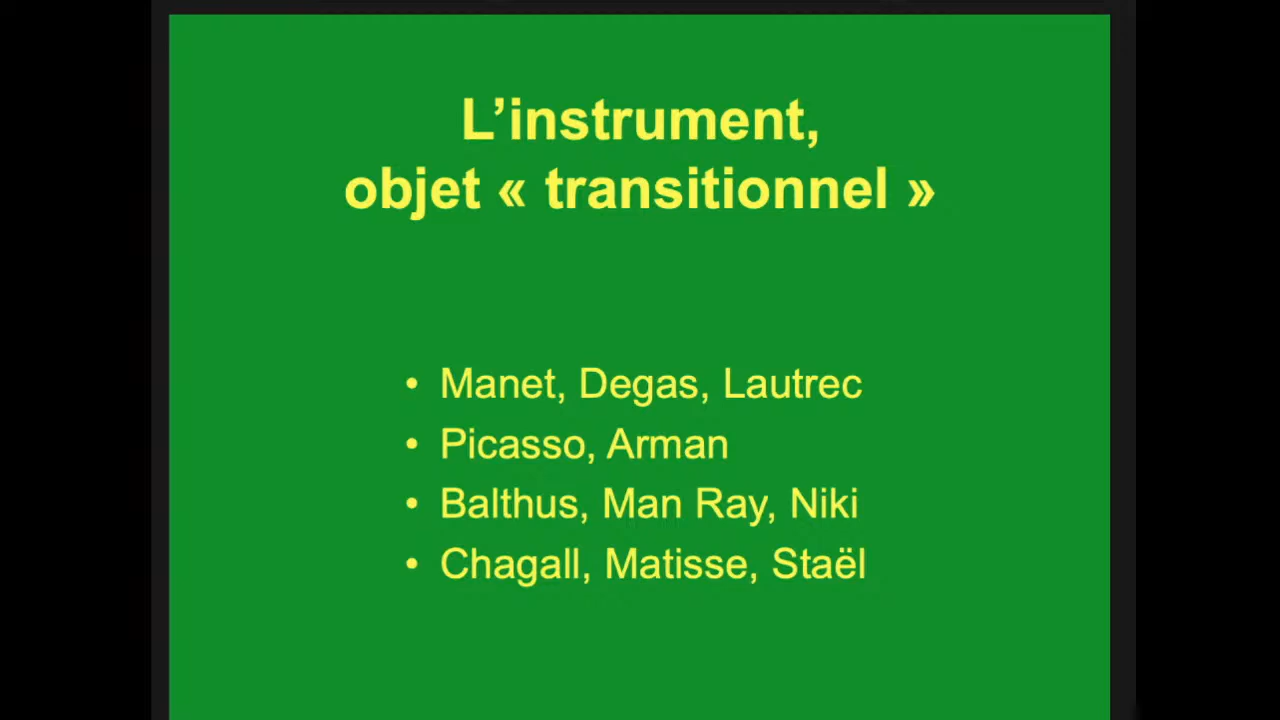 L’instrument,
objet « transitionnel »
• Manet, Degas, Lautrec
• Picasso, Arman
• Balthus, Man Ray, Niki
• Chagall, Matisse, Staël